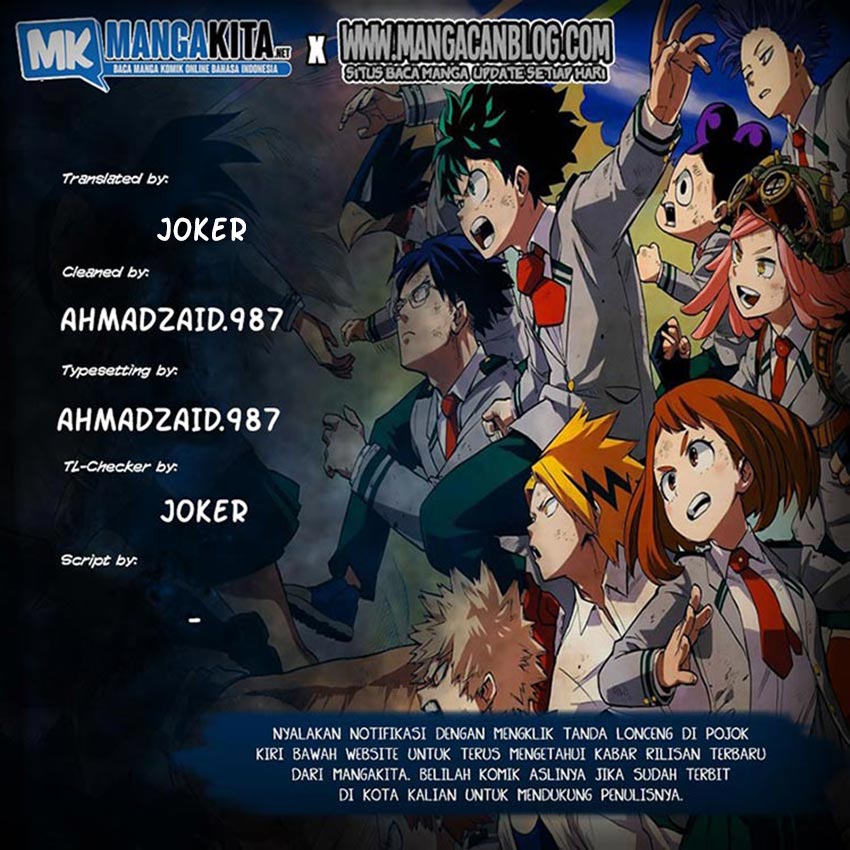 MK MANGAKITA.NET X WWW.MANGACANBLOG.COM
BACA MANGA KOMIK ONLINE BAHASA INDONESIA SITUS BACA MANGA UPDATE SETIAP HARI
Translated by:
JOKER
Cleaned by:
AHMADZAID.987
Typesetting by:
AHMADZAID.987
TL-Checker by:
JOKER
Script by:
-
NYALAKAN NOTIFIKASI DENGAN MENGKLIK TANDA LONCENG DI POJOK
KIRI BAWAH WEBSITE UNTUK TERUS MENGETAHUI KABAR RILISAN TERBARU
DARI MANGAKITA. BELILAH KOMIK ASLINYA JIKA SUDAH TERBIT
DI KOTA KALIAN UNTUK MENDUKUNG PENULISNYA.